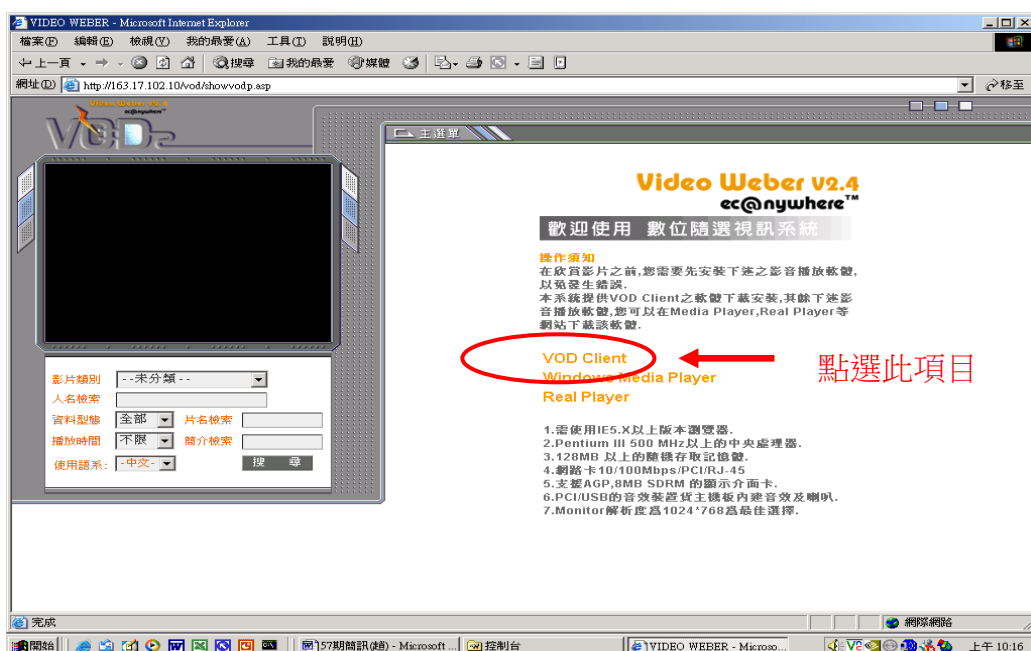 VIDEO WEBER - Microsoft Internet Explorer
檔案(F) 編輯(E) 檢視(V) 我的最愛(A) 工具(T) 說明(H)
上一頁 搜尋 我的最愛 媒體
網址(D) http://163.17.102.10/vod/showvodp.asp 移至
Video Weber v2.4
ec@nywhere™
VOD
主選單
Video Weber v2.4
ec@nywhere™
歡迎使用 數位隨選視訊系統
操作須知
在欣賞影片之前,您需要先安裝下述之影音播放軟體,
以免發生錯誤.
本系統提供VOD Client之軟體下載安裝,其餘下述影
音播放軟體,您可以在Media Player,Real Player等
網站下載該軟體.
VOD Client
點選此項目
Windows Media Player
Real Player
影片類別 --未分類--
人名檢索
資料型態 全部 片名檢索
播放時間 不限 簡介檢索
使用語系: -中文- 搜 尋
1.需使用IE5.X以上版本瀏覽器.
2.Pentium III 500 MHz以上的中央處理器.
3.128MB 以上的隨機存取記憶體.
4.網路卡10/100Mbps/PCI/RJ-45
5.支援AGP,8MB SDRM 的顯示介面卡.
6.PCI/USB的音效裝置貨主機板內建音效及喇叭.
7.Monitor解析度為1024*768為最佳選擇.
完成 網際網路
開始 57期簡訊(趙) - Microsoft ... 控制台 VIDEO WEBER - Microso... 上午 10:16